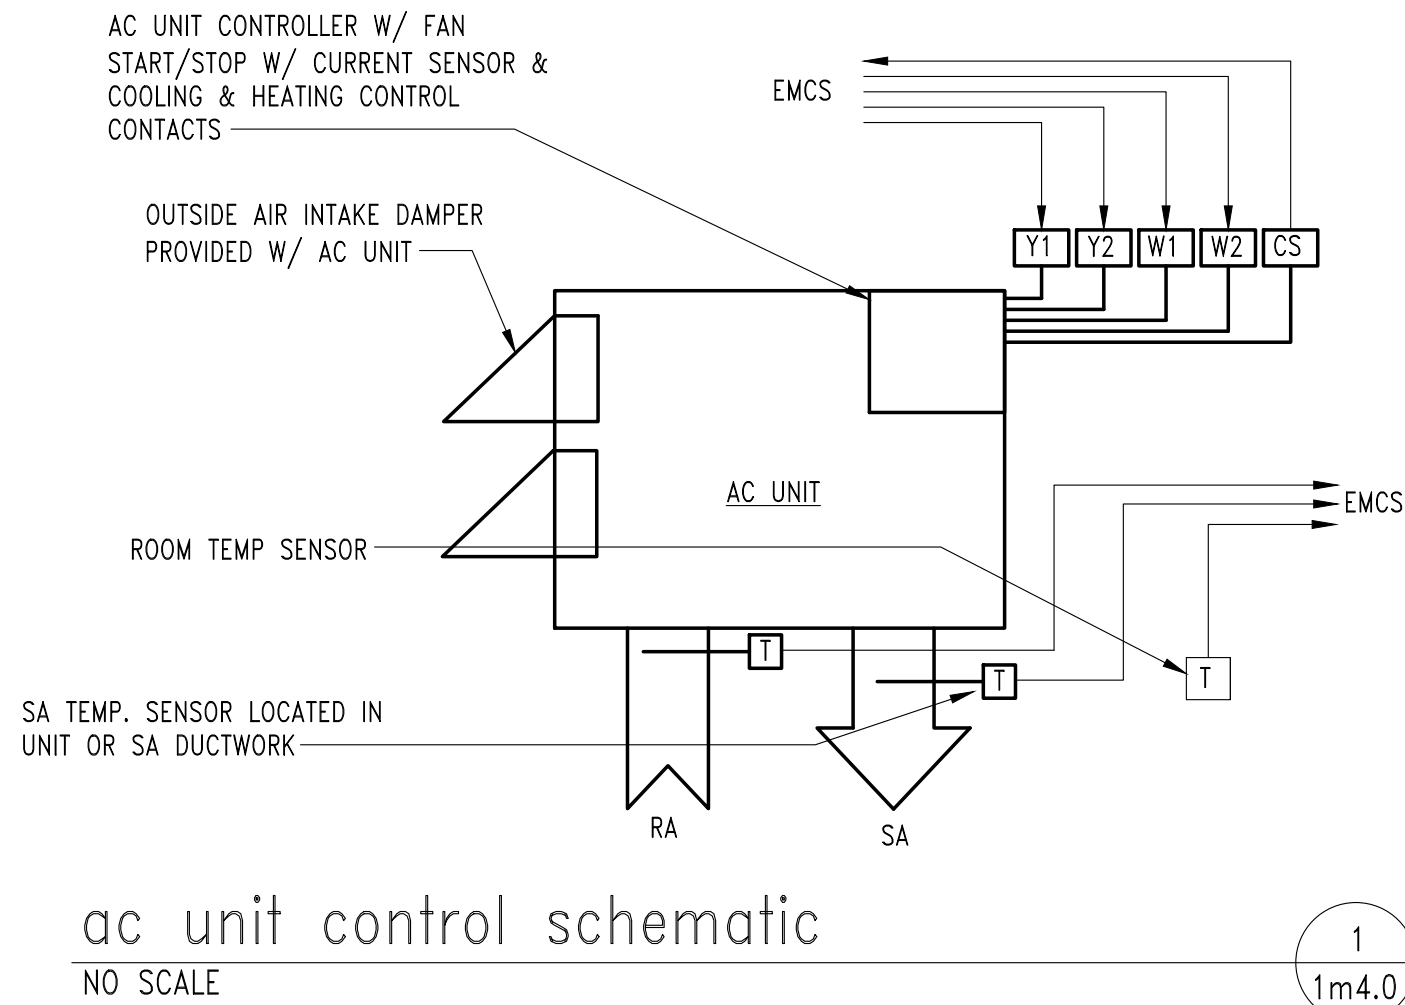 AC UNIT CONTROLLER W/ FAN
START/STOP W/ CURRENT SENSOR &
COOLING & HEATING CONTROL
CONTACTS
EMCS
OUTSIDE AIR INTAKE DAMPER
PROVIDED W/ AC UNIT
Y1
Y2
W1
W2
CS
AC UNIT
EMCS
ROOM TEMP SENSOR
T
T
T
SA TEMP. SENSOR LOCATED IN
UNIT OR SA DUCTWORK
RA
SA
ac unit control schematic
NO SCALE
1
1m4.0